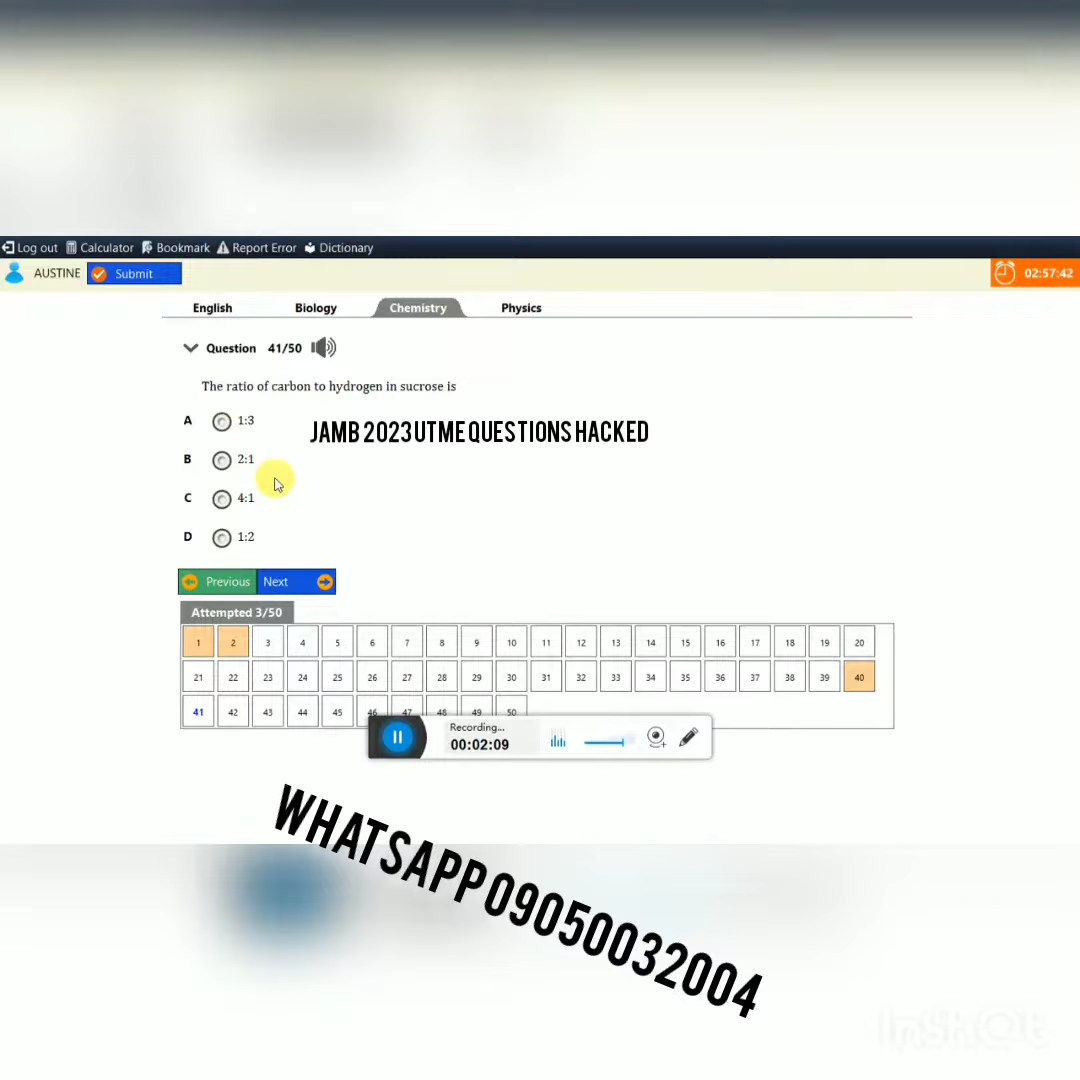 Log out Calculator Bookmark Report Error Dictionary
AUSTINE Submit 02:57:42
English Biology Chemistry Physics
Question 41/50
The ratio of carbon to hydrogen in sucrose is
A 1:3
JAMB 2023 UTME QUESTIONS HACKED
B 2:1
C 4:1
D 1:2
Previous Next
Attempted 3/50
1 2 3 4 5 6 7 8 9 10 11 12 13 14 15 16 17 18 19 20
21 22 23 24 25 26 27 28 29 30 31 32 33 34 35 36 37 38 39 40
41 42 43 44 45 46 47 48 49 50
Recording...
00:02:09
WHATSAPP 09050032004
InShOt